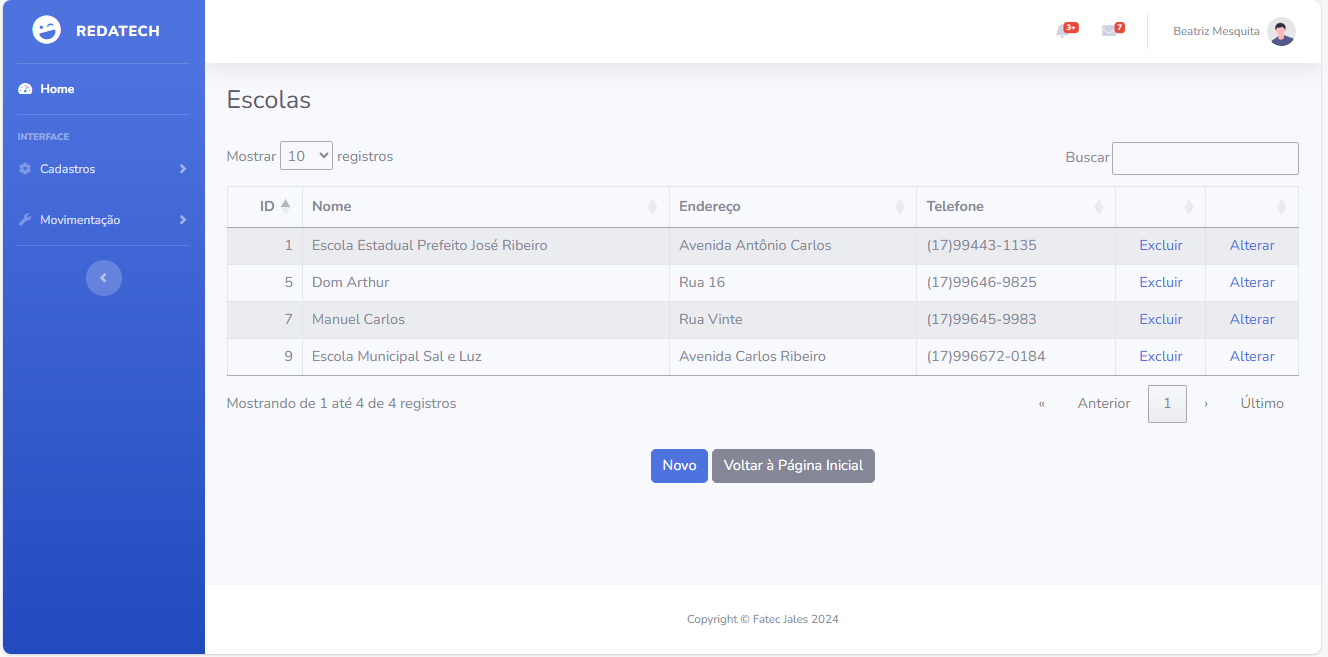 REDATECH
3+
7
Beatriz Mesquita
Home
INTERFACE
Cadastros
Movimentação
Escolas
Mostrar 10 registros
Buscar
ID Nome Endereço Telefone
1 Escola Estadual Prefeito José Ribeiro Avenida Antônio Carlos (17)99443-1135 Excluir Alterar
5 Dom Arthur Rua 16 (17)99646-9825 Excluir Alterar
7 Manuel Carlos Rua Vinte (17)99645-9983 Excluir Alterar
9 Escola Municipal Sal e Luz Avenida Carlos Ribeiro (17)996672-0184 Excluir Alterar
Mostrando de 1 até 4 de 4 registros
« Anterior 1 › Último
Novo Voltar à Página Inicial
Copyright © Fatec Jales 2024